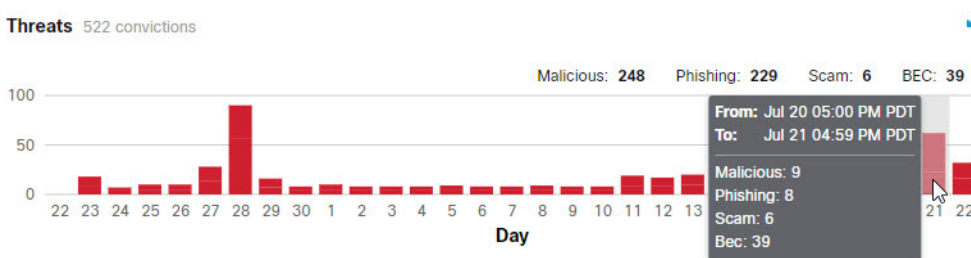 Threats 522 convictions
Malicious: 248 Phishing: 229 Scam: 6 BEC: 39
100
50
0
From: Jul 20 05:00 PM PDT
To: Jul 21 04:59 PM PDT
Malicious: 9
Phishing: 8
Scam: 6
Bec: 39
22 23 24 25 26 27 28 29 30 1 2 3 4 5 6 7 8 9 10 11 12 13 21 22
Day